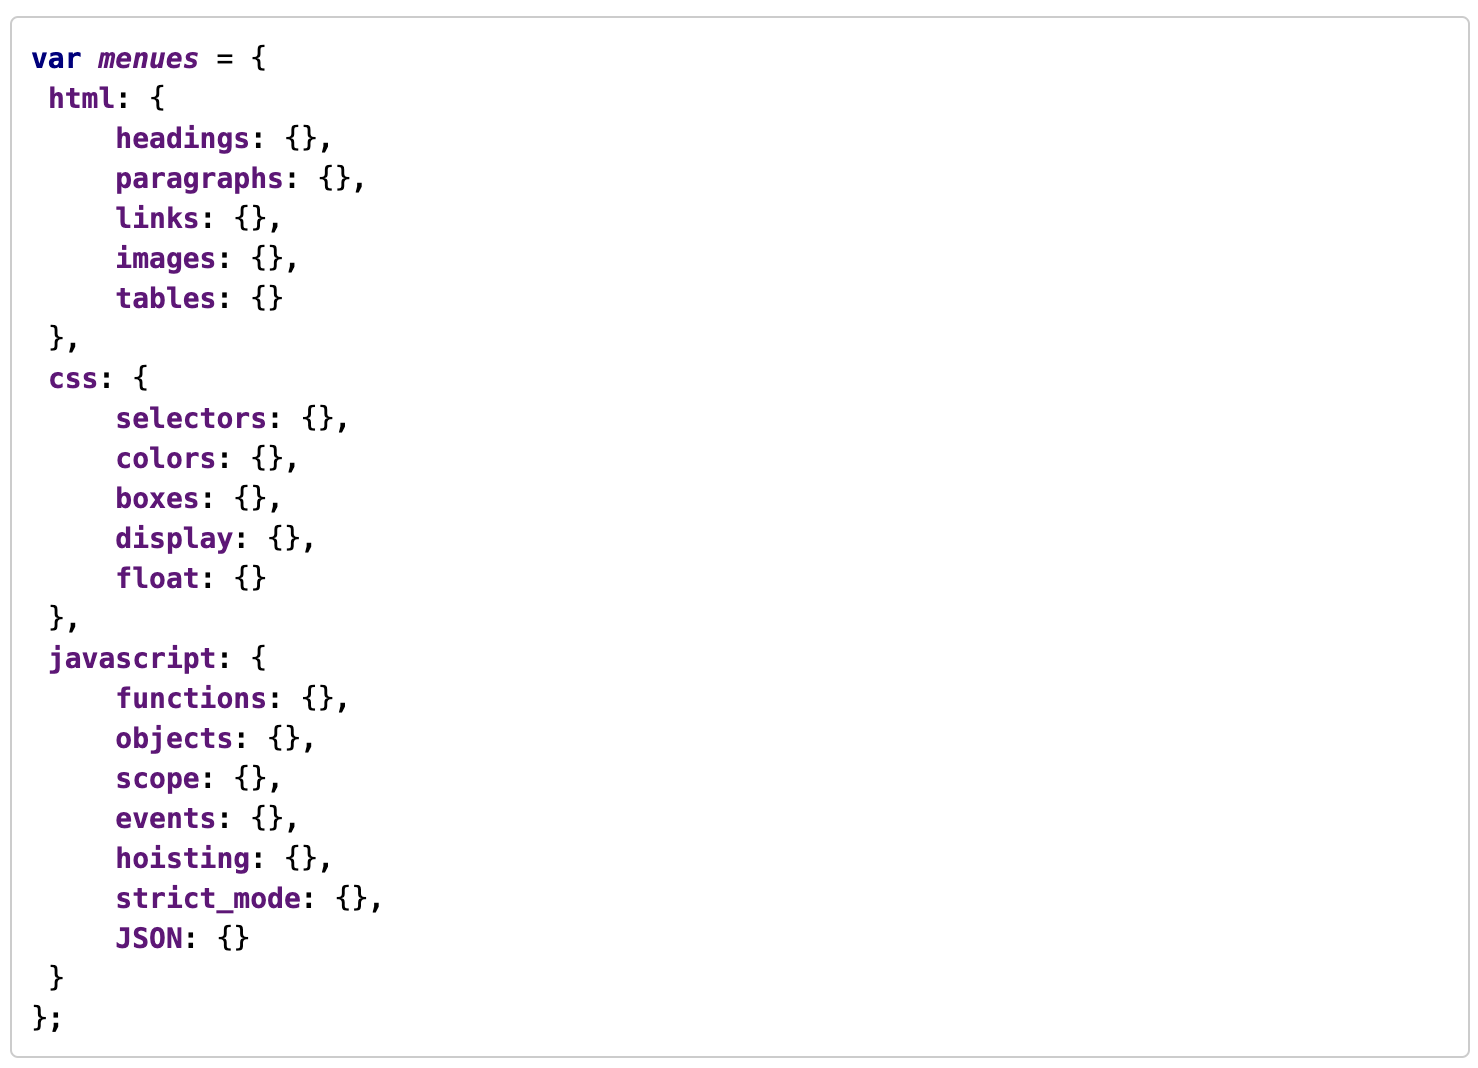 var menues = {
 html: {
     headings: {},
     paragraphs: {},
     links: {},
     images: {},
     tables: {}
 },
 css: {
     selectors: {},
     colors: {},
     boxes: {},
     display: {},
     float: {}
 },
 javascript: {
     functions: {},
     objects: {},
     scope: {},
     events: {},
     hoisting: {},
     strict_mode: {},
     JSON: {}
 }
};